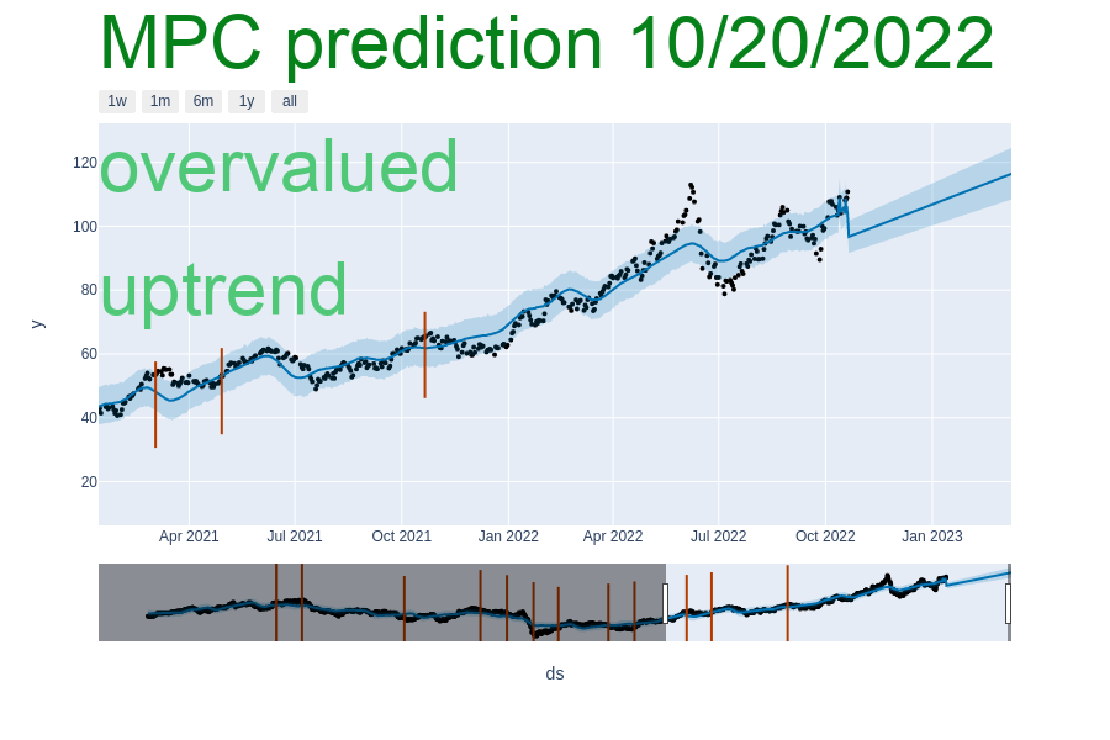 MPC prediction 10/20/2022
1w 1m 6m 1y all
overvalued
uptrend
120
100
80
60
40
20
y
Apr 2021 Jul 2021 Oct 2021 Jan 2022 Apr 2022 Jul 2022 Oct 2022 Jan 2023
ds